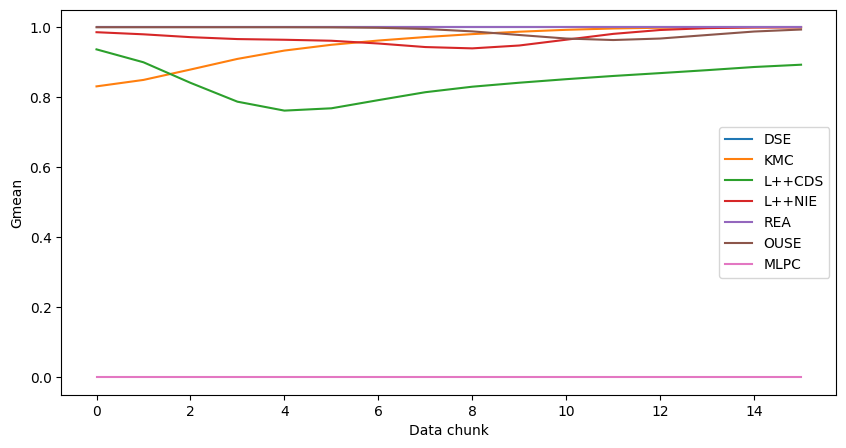 1.0
0.8
0.6
0.4
0.2
0.0
Gmean
0 2 4 6 8 10 12 14
Data chunk
DSE
KMC
L++CDS
L++NIE
REA
OUSE
MLPC